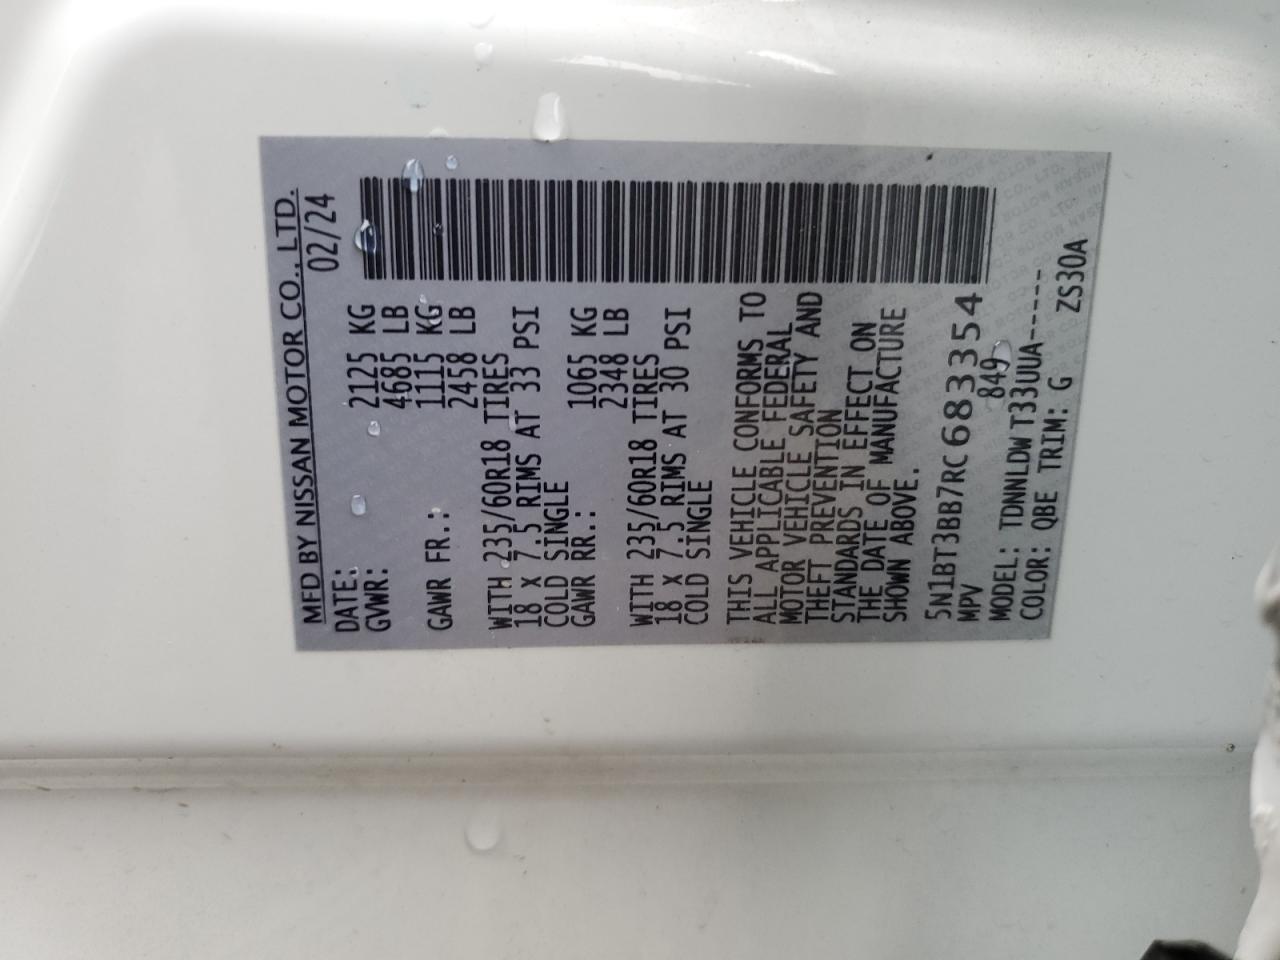 MFD BY NISSAN MOTOR CO., LTD.
DATE: 02/24
GVWR: 2125 KG
4685 LB
GAWR FR.: 1115 KG
2458 LB
WITH 235/60R18 TIRES
18 X 7.5 RIMS AT 33 PSI
COLD SINGLE
GAWR RR.: 1065 KG
2348 LB
WITH 235/60R18 TIRES
18 X 7.5 RIMS AT 30 PSI
COLD SINGLE
THIS VEHICLE CONFORMS TO
ALL APPLICABLE FEDERAL
MOTOR VEHICLE SAFETY AND
THEFT PREVENTION
STANDARDS IN EFFECT ON
THE DATE OF MANUFACTURE
SHOWN ABOVE.
5N1BT3BB7RC683354
MPV 849
MODEL: TDNNLDW T33UUA-----
COLOR: QBE TRIM: G ZS30A